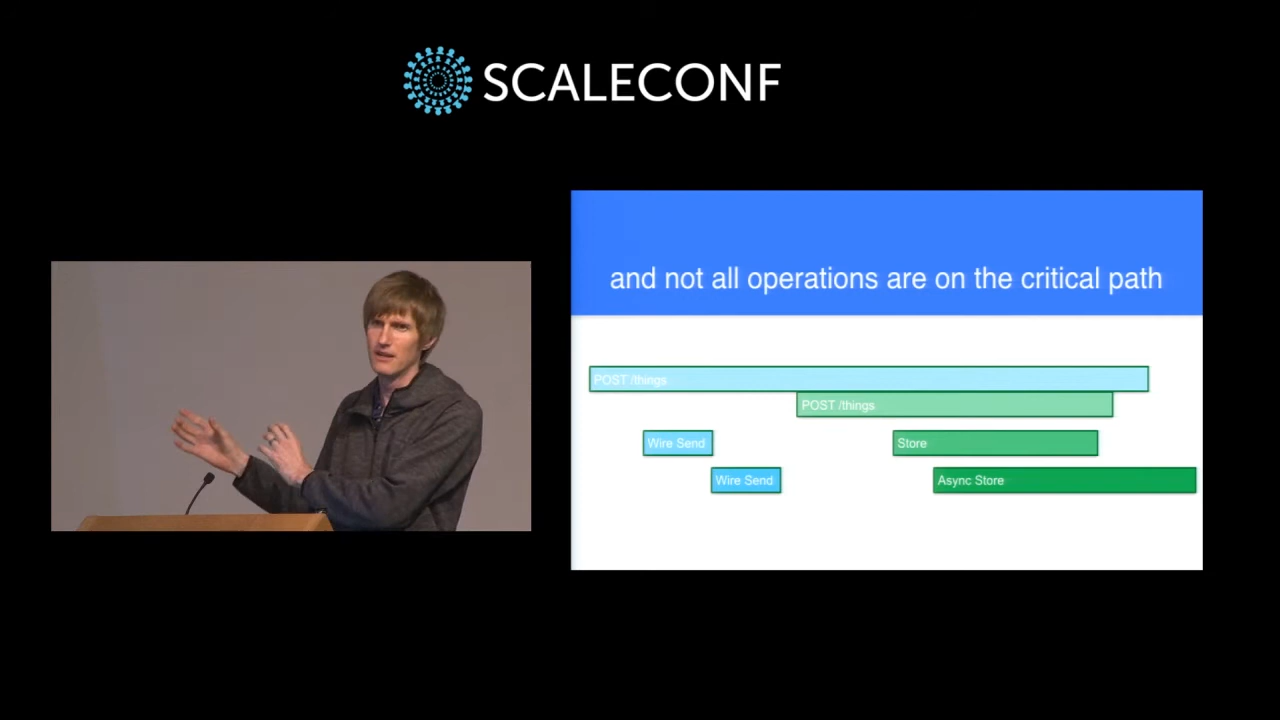 SCALECONF
and not all operations are on the critical path
POST /things
POST /things
Wire Send
Store
Wire Send
Async Store